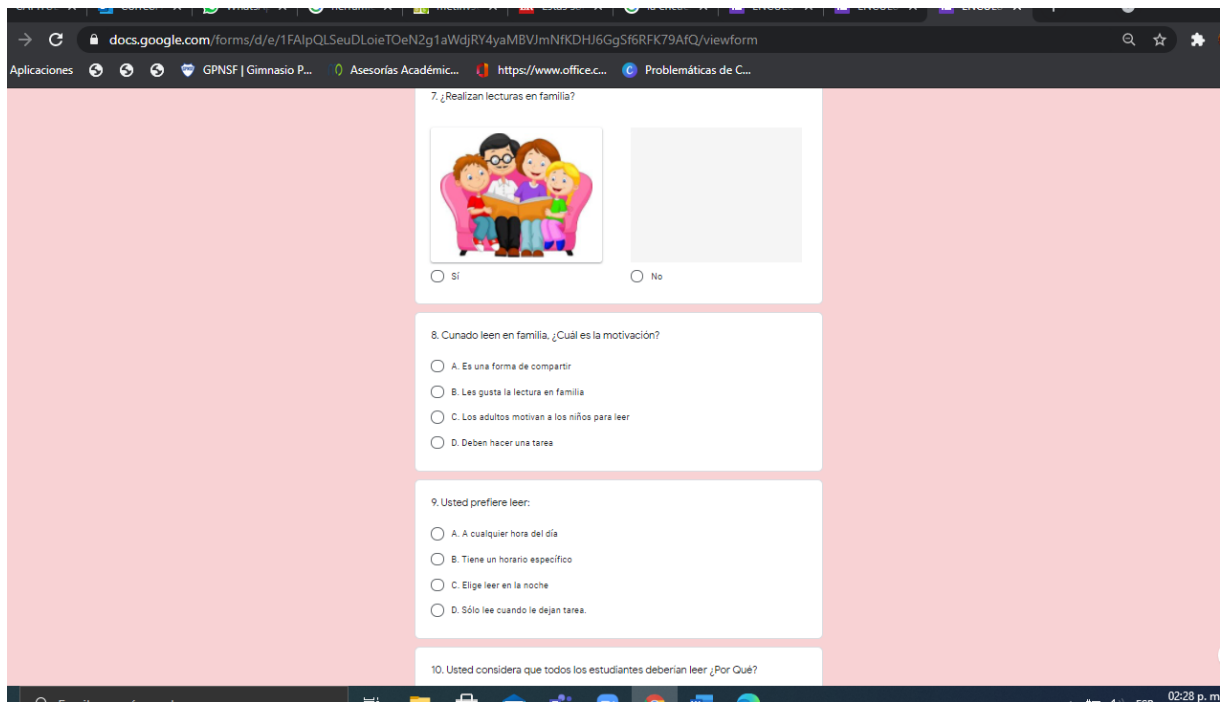 docs.google.com/forms/d/e/1FAIpQLSeuDLoieTOeN2g1aWdjRY4yaMBVJmNfKDHJ6GgSf6RFK79AfQ/viewform
Aplicaciones GPNSF | Gimnasio P... Asesorías Académic... https://www.office.c... Problemáticas de C...
7. ¿Realizan lecturas en familia?
Sí
No
8. Cunado leen en familia, ¿Cuál es la motivación?
A. Es una forma de compartir
B. Les gusta la lectura en familia
C. Los adultos motivan a los niños para leer
D. Deben hacer una tarea
9. Usted prefiere leer:
A. A cualquier hora del día
B. Tiene un horario específico
C. Elige leer en la noche
D. Sólo lee cuando le dejan tarea.
10. Usted considera que todos los estudiantes deberían leer ¿Por Qué?
02:28 p. m